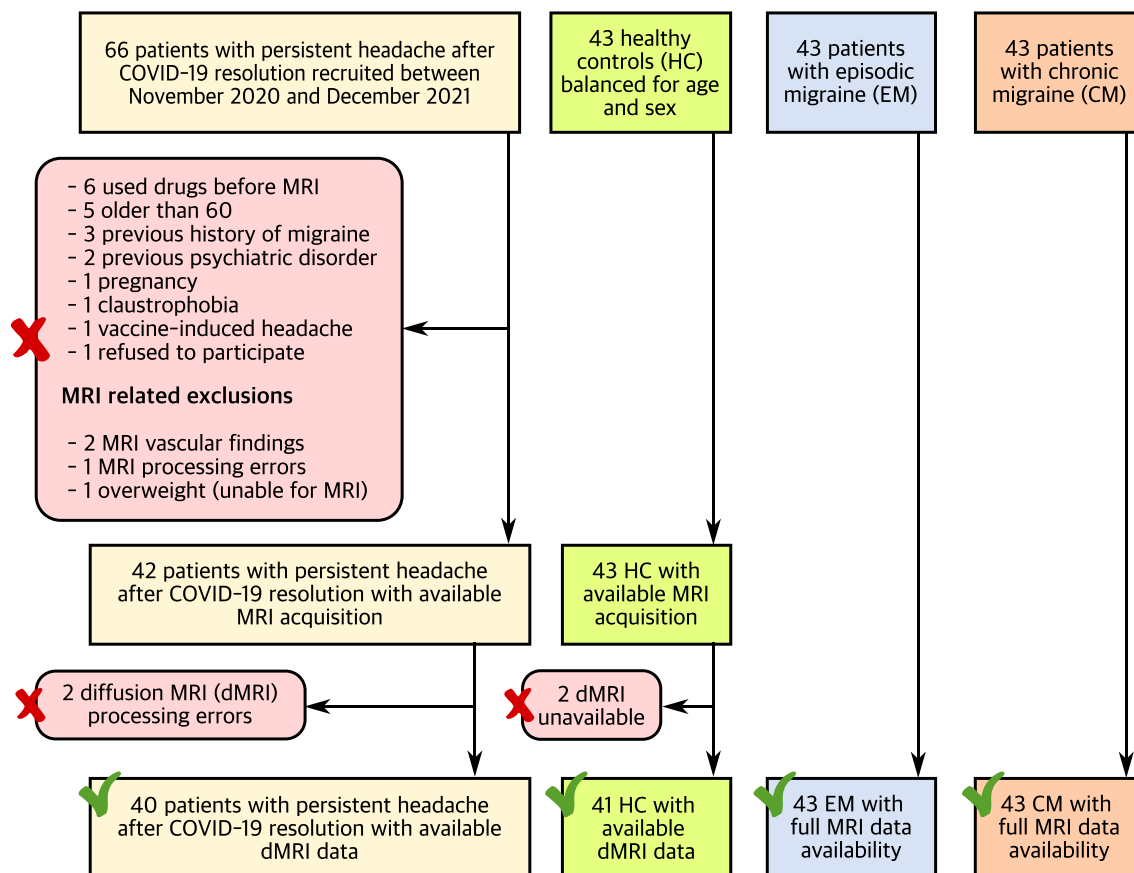 66 patients with persistent headache after
COVID-19 resolution recruited between
November 2020 and December 2021
43 healthy
controls (HC)
balanced for age
and sex
43 patients
with episodic
migraine (EM)
43 patients
with chronic
migraine (CM)
- 6 used drugs before MRI
- 5 older than 60
- 3 previous history of migraine
- 2 previous psychiatric disorder
- 1 pregnancy
- 1 claustrophobia
- 1 vaccine-induced headache
- 1 refused to participate
MRI related exclusions
- 2 MRI vascular findings
- 1 MRI processing errors
- 1 overweight (unable for MRI)
42 patients with persistent headache
after COVID-19 resolution with available
MRI acquisition
43 HC with
available MRI
acquisition
2 diffusion MRI (dMRI)
processing errors
2 dMRI
unavailable
40 patients with persistent headache
after COVID-19 resolution with available
dMRI data
41 HC with
available
dMRI data
43 EM with
full MRI data
availability
43 CM with
full MRI data
availability